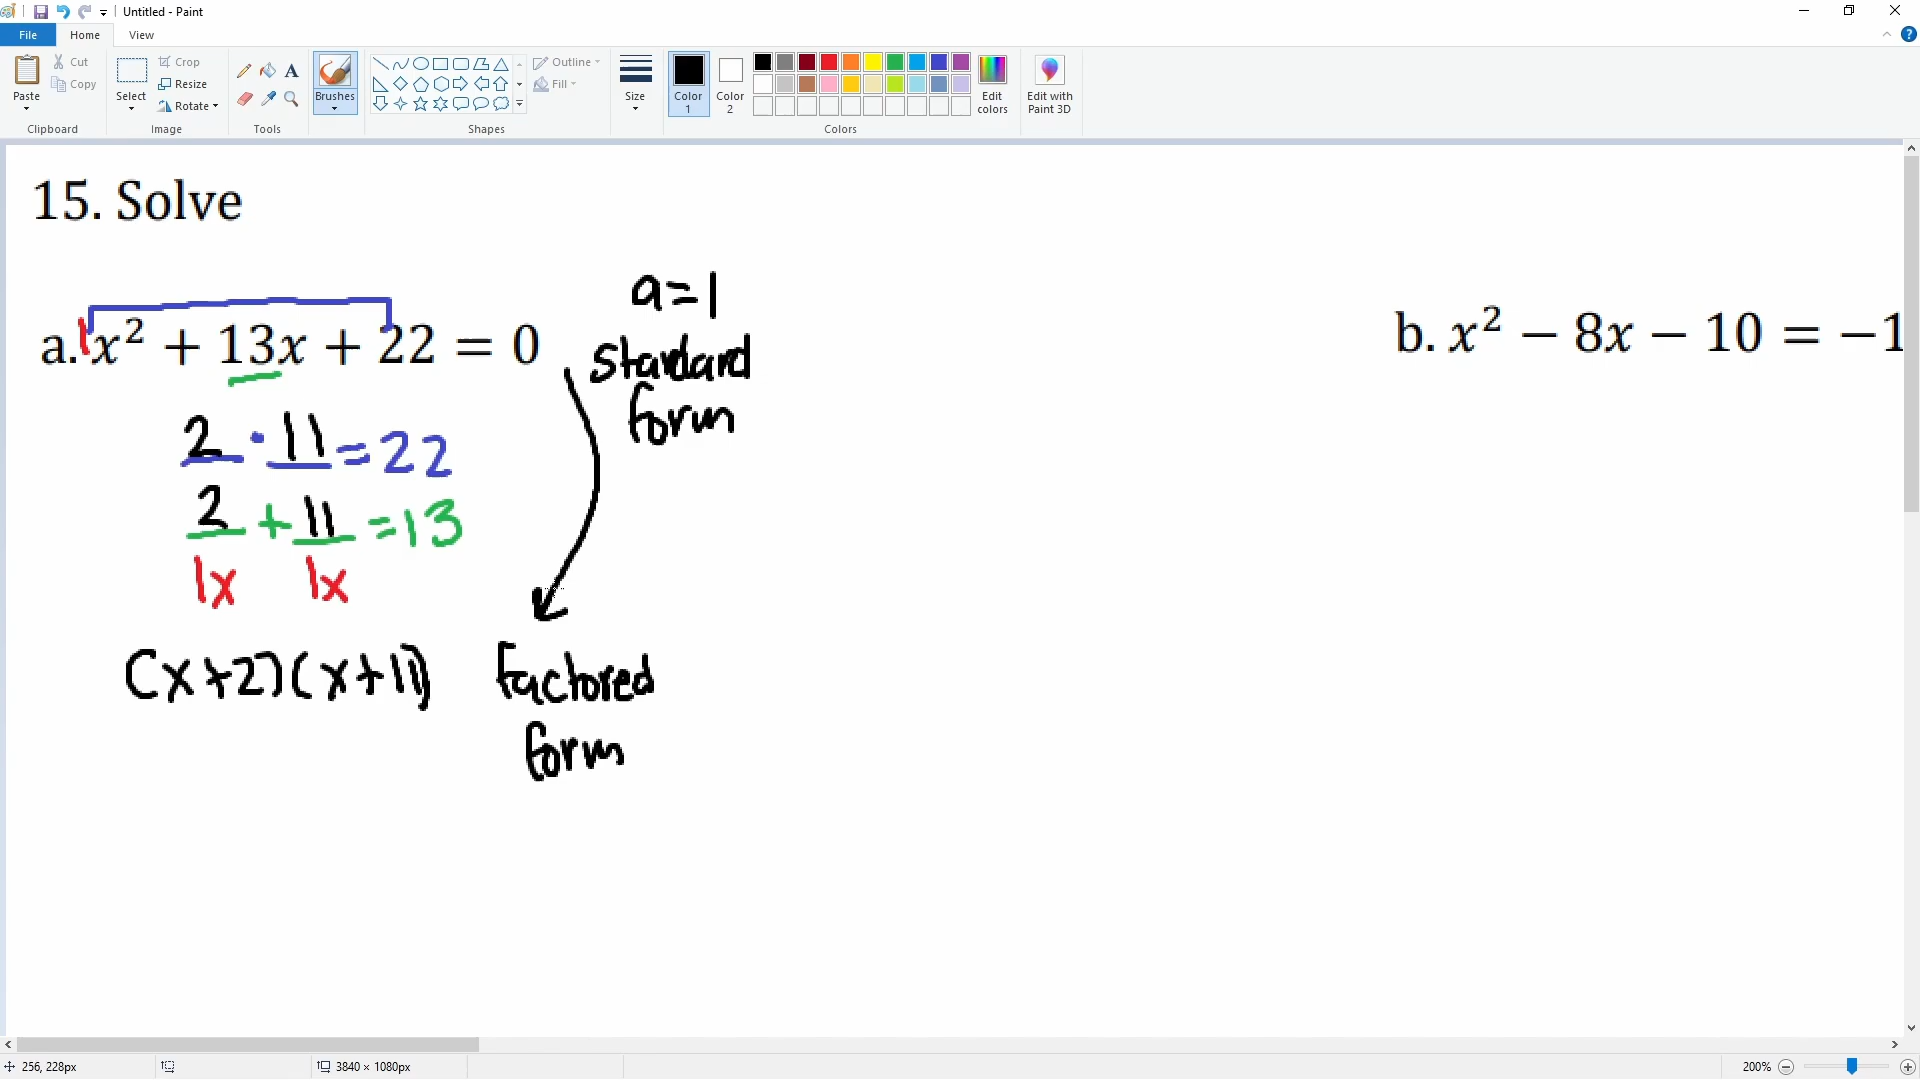 Untitled - Paint
File Home View
Paste
Cut
Copy
Clipboard
Select
Crop
Resize
Rotate
Image
Tools
Brushes
Shapes
Outline
Fill
Size
Color 1
Color 2
Edit colors
Edit with Paint 3D
Colors
15. Solve
a. 1x² + 13x + 22 = 0
a=1
standard
form
2 · 11 = 22
2 + 11 = 13
1x 1x
(x+2)(x+11)
factored
form
b. x² − 8x − 10 = −1
256, 228px
3840 × 1080px
200%